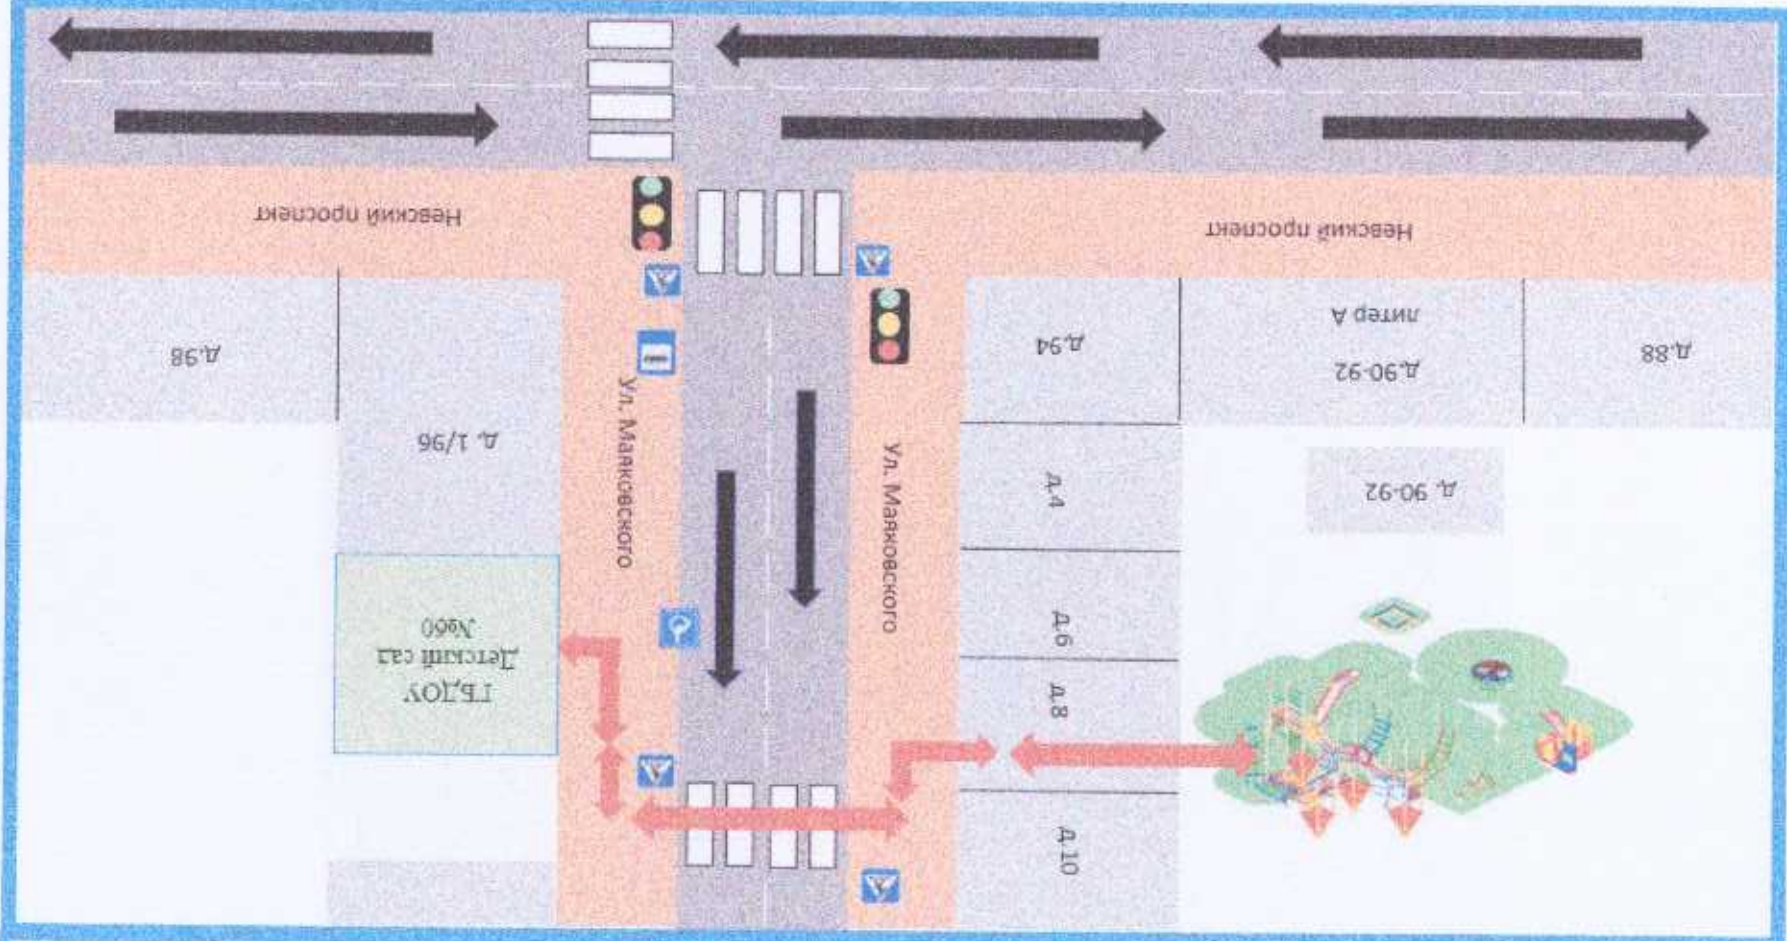 Невский проспект
Невский проспект
д.98
д. 1/96
Ул. Маяковского
Ул. Маяковского
д.94
д.90-92
литер А
д.88
д.4
д. 90-92
д.6
д.8
д.10
ГБДОУ
Детский сад
№60